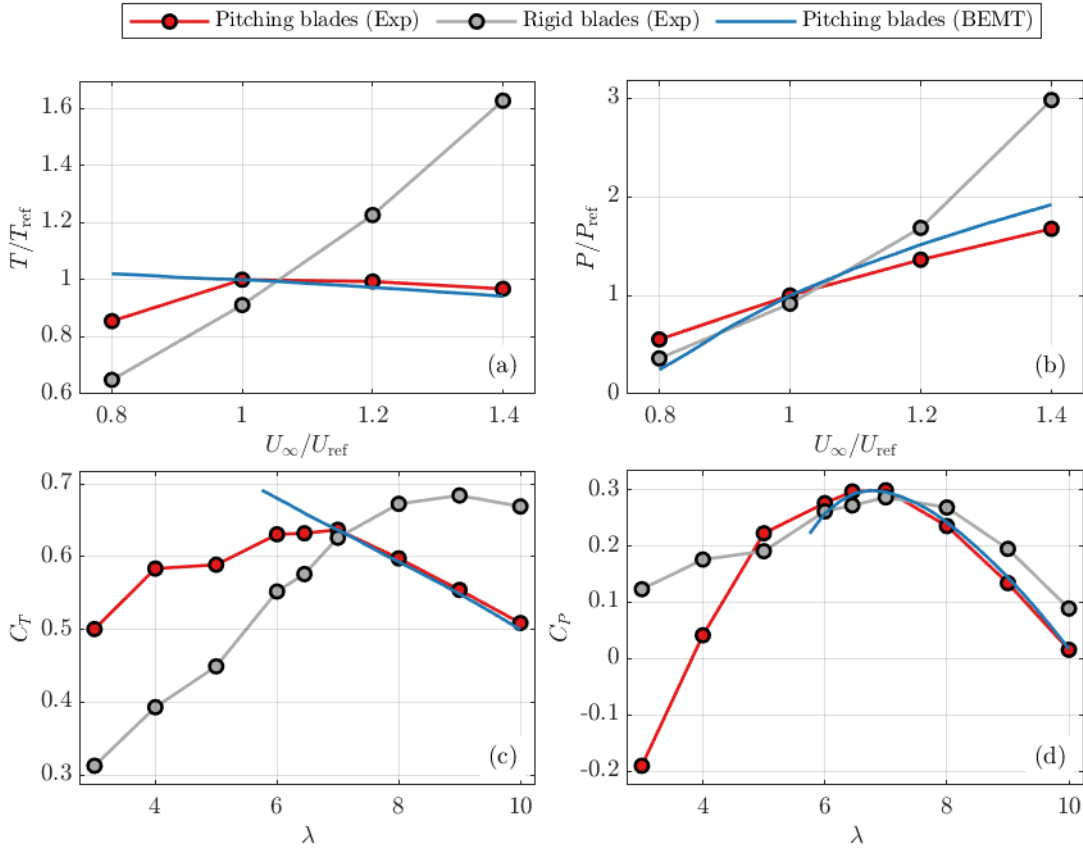 Pitching blades (Exp) Rigid blades (Exp) Pitching blades (BEMT)
T/T_ref
1.6
1.4
1.2
1
0.8
0.6
0.8 1 1.2 1.4
U_∞/U_ref
(a)
P/P_ref
3
2
1
0
0.8 1 1.2 1.4
U_∞/U_ref
(b)
C_T
0.7
0.6
0.5
0.4
0.3
4 6 8 10
λ
(c)
C_P
0.3
0.2
0.1
0
-0.1
-0.2
4 6 8 10
λ
(d)